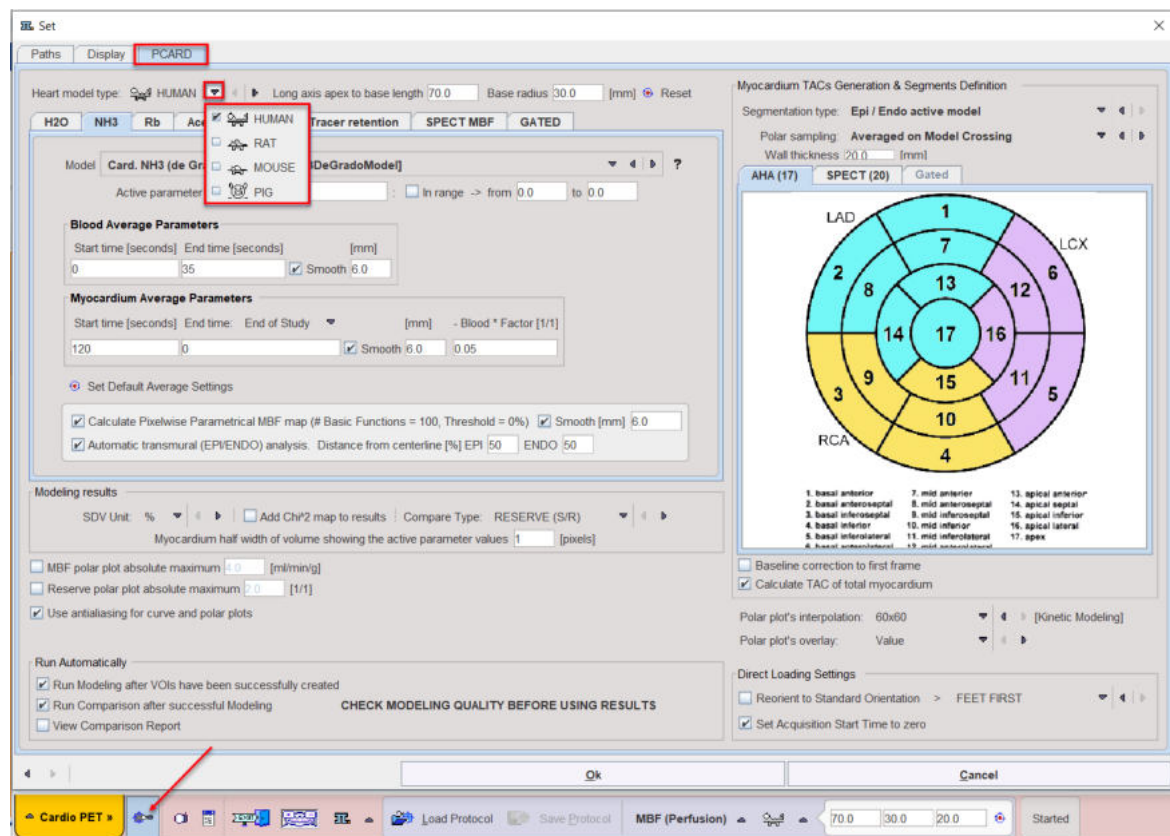 Set
Paths Display PCARD
Heart model type: HUMAN Long axis apex to base length 70.0 Base radius 30.0 [mm] Reset
HUMAN
RAT
MOUSE
PIG
H2O NH3 Rb Ace Tracer retention SPECT MBF GATED
Model Card. NH3 (de Gr 3DeGradoModel] ?
Active parameter : In range -> from 0.0 to 0.0
Blood Average Parameters
Start time [seconds] End time [seconds] [mm]
0 35 Smooth 6.0
Myocardium Average Parameters
Start time [seconds] End time: End of Study [mm] - Blood * Factor [1/1]
120 0 Smooth 6.0 0.05
Set Default Average Settings
Calculate Pixelwise Parametrical MBF map (# Basic Functions = 100, Threshold = 0%) Smooth [mm] 6.0
Automatic transmural (EPI/ENDO) analysis. Distance from centerline [%] EPI 50 ENDO 50
Modeling results
SDV Unit: % Add Chi^2 map to results Compare Type: RESERVE (S/R)
Myocardium half width of volume showing the active parameter values 1 [pixels]
MBF polar plot absolute maximum 4.0 [ml/min/g]
Reserve polar plot absolute maximum 2.0 [1/1]
Use antialiasing for curve and polar plots
Run Automatically
Run Modeling after VOIs have been successfully created
Run Comparison after successful Modeling CHECK MODELING QUALITY BEFORE USING RESULTS
View Comparison Report
Myocardium TACs Generation & Segments Definition
Segmentation type: Epi / Endo active model
Polar sampling: Averaged on Model Crossing
Wall thickness 20.0 [mm]
AHA (17) SPECT (20) Gated
LAD 1 LCX
7
2 13 6
8 12
14 17 16
9 15 11
3 10 5
RCA 4
1. basal anterior 7. mid anterior 13. apical anterior
2. basal anteroseptal 8. mid anteroseptal 14. apical septal
3. basal inferoseptal 9. mid inferoseptal 15. apical inferior
4. basal inferior 10. mid inferior 16. apical lateral
5. basal inferolateral 11. mid inferolateral 17. apex
6. basal anterolateral 12. mid anterolateral
Baseline correction to first frame
Calculate TAC of total myocardium
Polar plot's interpolation: 60x60 [Kinetic Modeling]
Polar plot's overlay: Value
Direct Loading Settings
Reorient to Standard Orientation > FEET FIRST
Set Acquisition Start Time to zero
Ok Cancel
Cardio PET » Load Protocol Save Protocol MBF (Perfusion) 70.0 30.0 20.0 Started